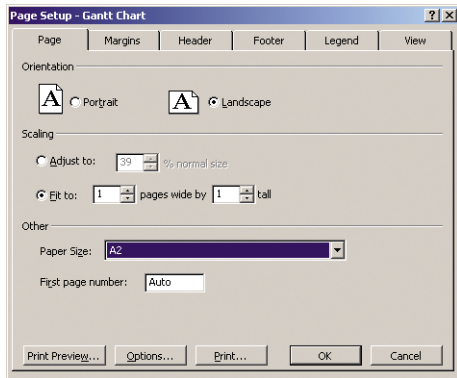 Page Setup - Gantt Chart
Page Margins Header Footer Legend View
Orientation
A Portrait A Landscape
Scaling
Adjust to: 39 % normal size
Fit to: 1 pages wide by 1 tall
Other
Paper Size: A2
First page number: Auto
Print Preview... Options... Print... OK Cancel